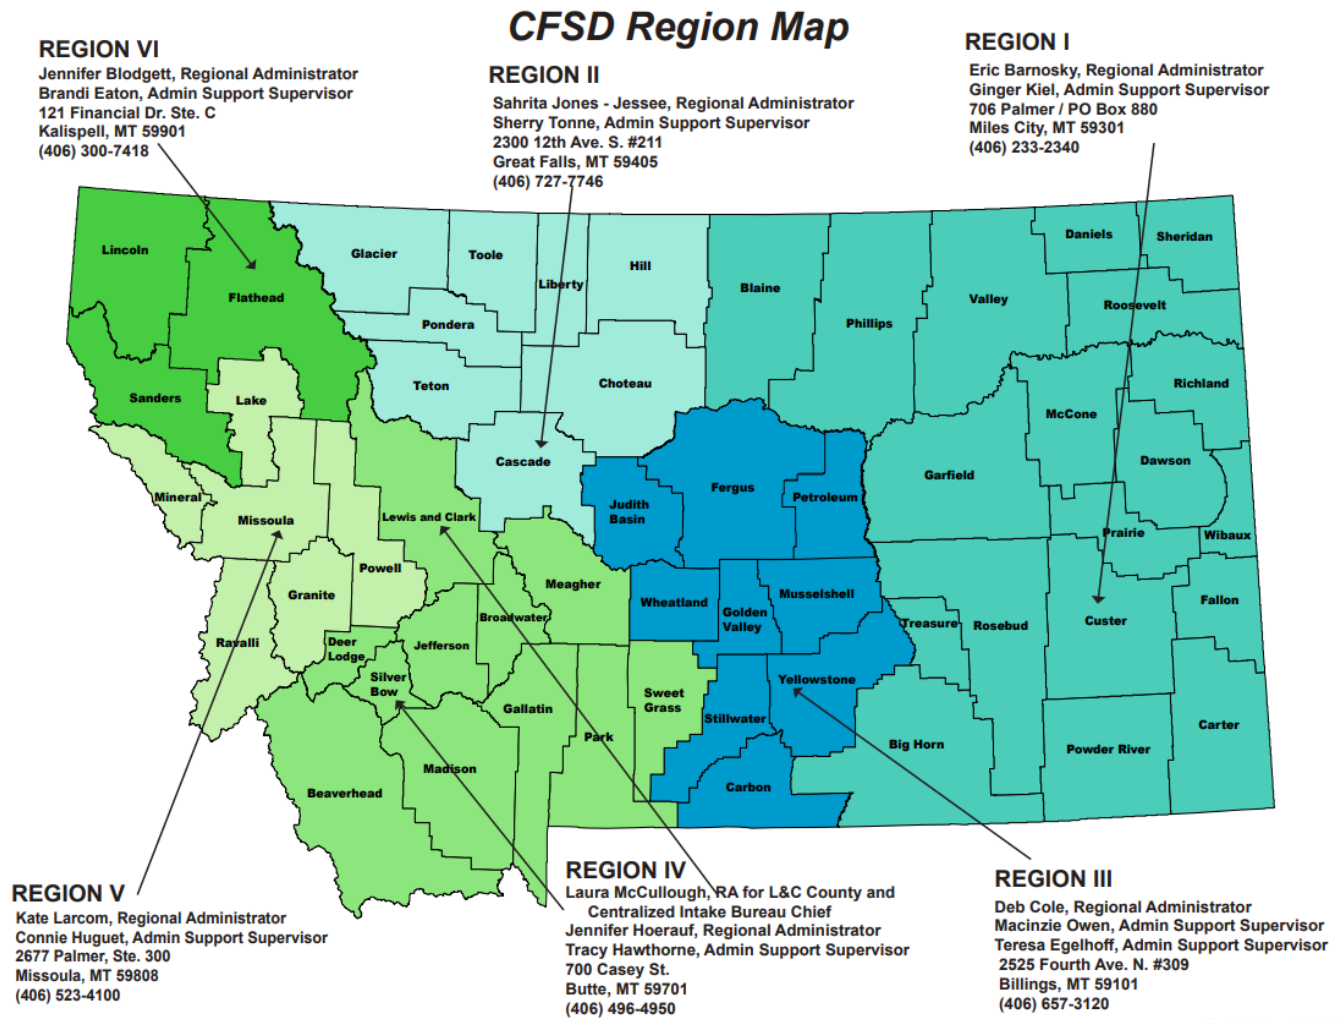 CFSD Region Map
REGION VI
Jennifer Blodgett, Regional Administrator
Brandi Eaton, Admin Support Supervisor
121 Financial Dr. Ste. C
Kalispell, MT 59901
(406) 300-7418
REGION II
Sahrita Jones - Jessee, Regional Administrator
Sherry Tonne, Admin Support Supervisor
2300 12th Ave. S. #211
Great Falls, MT 59405
(406) 727-7746
REGION I
Eric Barnosky, Regional Administrator
Ginger Kiel, Admin Support Supervisor
706 Palmer / PO Box 880
Miles City, MT 59301
(406) 233-2340
Lincoln
Flathead
Glacier
Toole
Liberty
Hill
Blaine
Phillips
Valley
Daniels
Sheridan
Roosevelt
Pondera
Teton
Choteau
Richland
McCone
Dawson
Sanders
Lake
Cascade
Garfield
Fergus
Petroleum
Judith
Basin
Mineral
Missoula
Lewis and Clark
Prairie
Wibaux
Powell
Granite
Meagher
Wheatland
Golden
Valley
Musselshell
Treasure
Rosebud
Custer
Fallon
Broadwater
Jefferson
Ravalli
Deer
Lodge
Silver
Bow
Gallatin
Park
Sweet
Grass
Stillwater
Yellowstone
Big Horn
Powder River
Carter
Madison
Beaverhead
Carbon
REGION V
Kate Larcom, Regional Administrator
Connie Huguet, Admin Support Supervisor
2677 Palmer, Ste. 300
Missoula, MT 59808
(406) 523-4100
REGION IV
Laura McCullough, RA for L&C County and
Centralized Intake Bureau Chief
Jennifer Hoerauf, Regional Administrator
Tracy Hawthorne, Admin Support Supervisor
700 Casey St.
Butte, MT 59701
(406) 496-4950
REGION III
Deb Cole, Regional Administrator
Macinzie Owen, Admin Support Supervisor
Teresa Egelhoff, Admin Support Supervisor
2525 Fourth Ave. N. #309
Billings, MT 59101
(406) 657-3120